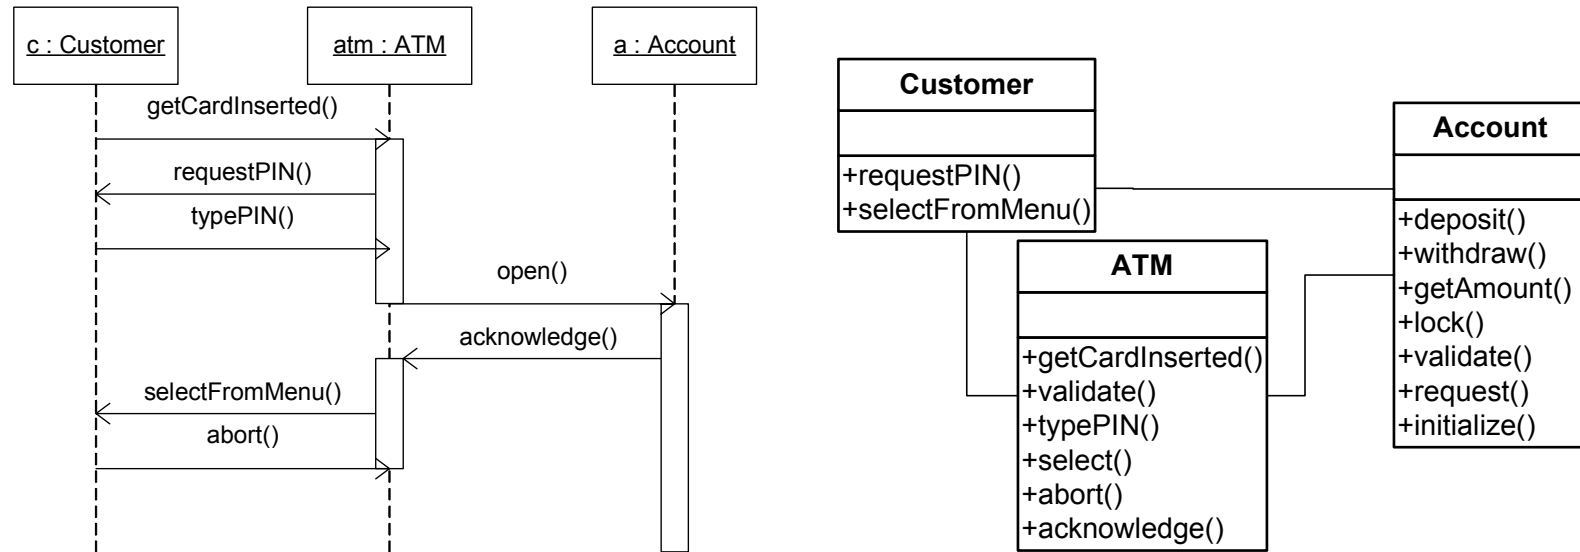 c : Customer
atm : ATM
a : Account
getCardInserted()
requestPIN()
typePIN()
open()
acknowledge()
selectFromMenu()
abort()
Customer
+requestPIN()
+selectFromMenu()
ATM
+getCardInserted()
+validate()
+typePIN()
+select()
+abort()
+acknowledge()
Account
+deposit()
+withdraw()
+getAmount()
+lock()
+validate()
+request()
+initialize()